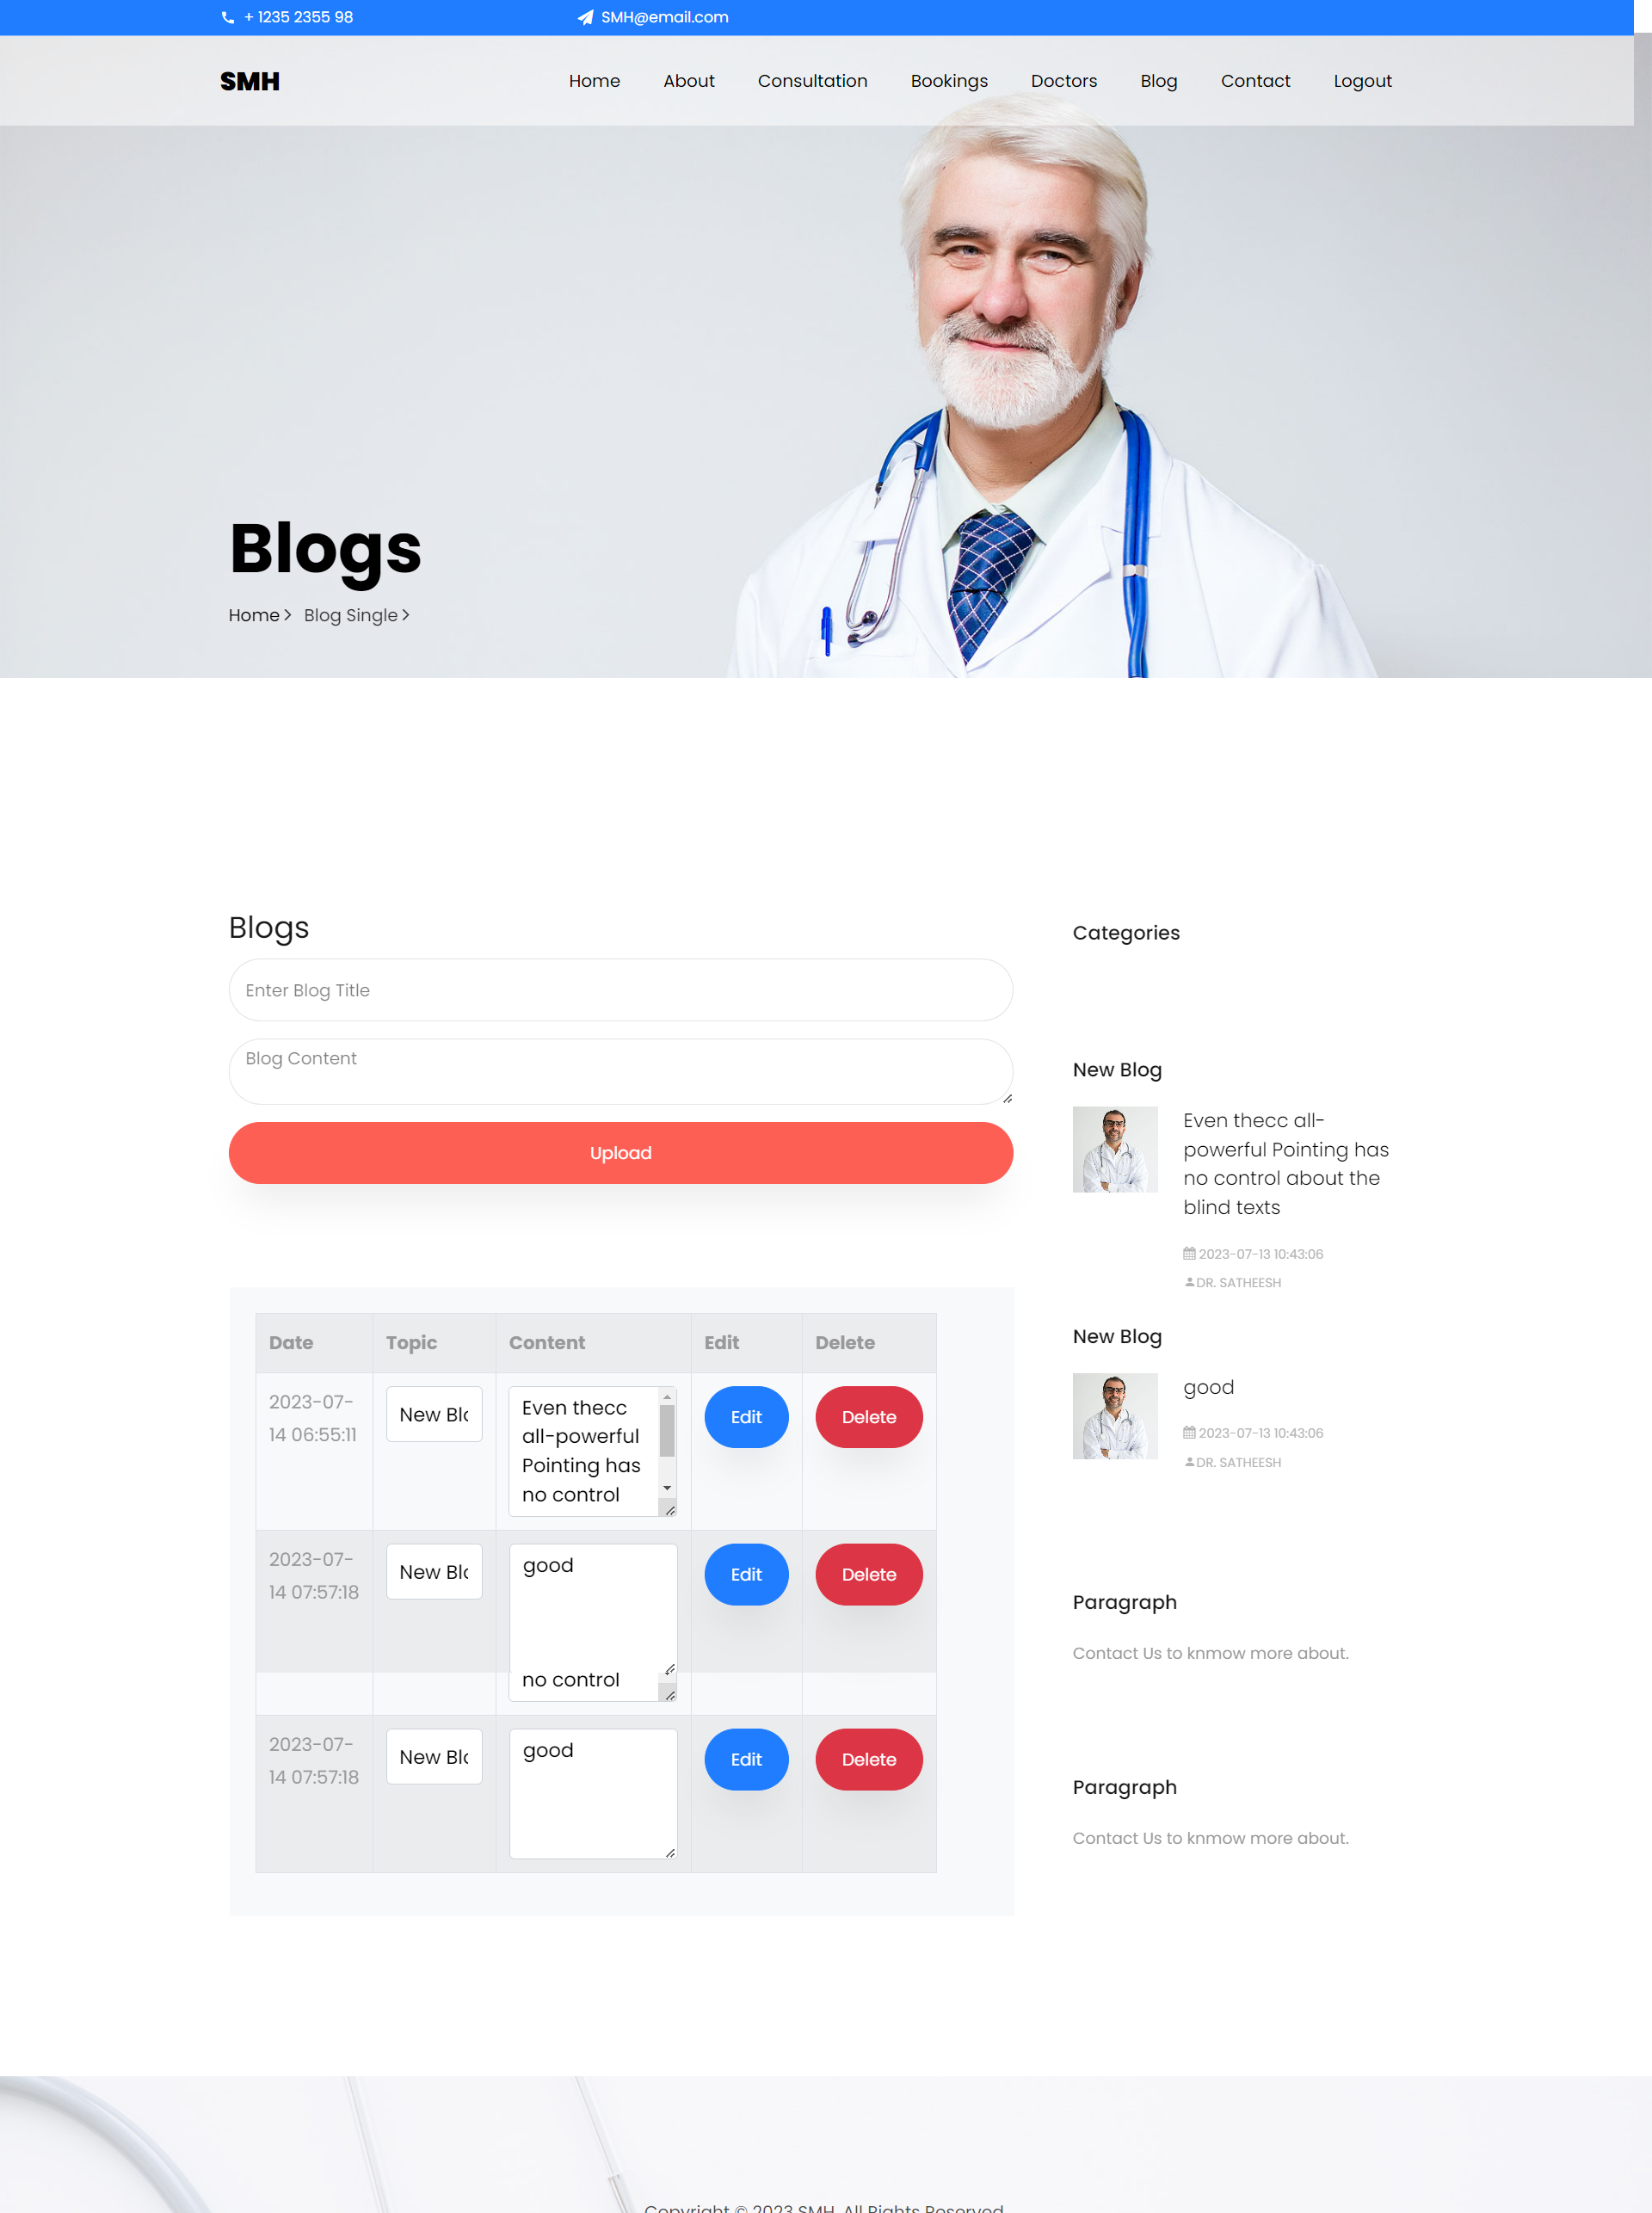 + 1235 2355 98
SMH@email.com
SMH
Home About Consultation Bookings Doctors Blog Contact Logout
Blogs
Home Blog Single
Blogs
Enter Blog Title
Blog Content
Upload
Date Topic Content Edit Delete
2023-07-
14 06:55:11
New Blo
Even thecc
all-powerful
Pointing has
no control
Edit
Delete
2023-07-
14 07:57:18
New Blo
good
Edit
Delete
no control
2023-07-
14 07:57:18
New Blo
good
Edit
Delete
Categories
New Blog
Even thecc all-
powerful Pointing has
no control about the
blind texts
2023-07-13 10:43:06
DR. SATHEESH
New Blog
good
2023-07-13 10:43:06
DR. SATHEESH
Paragraph
Contact Us to knmow more about.
Paragraph
Contact Us to knmow more about.
Copyright © 2023 SMH. All Rights Reserved